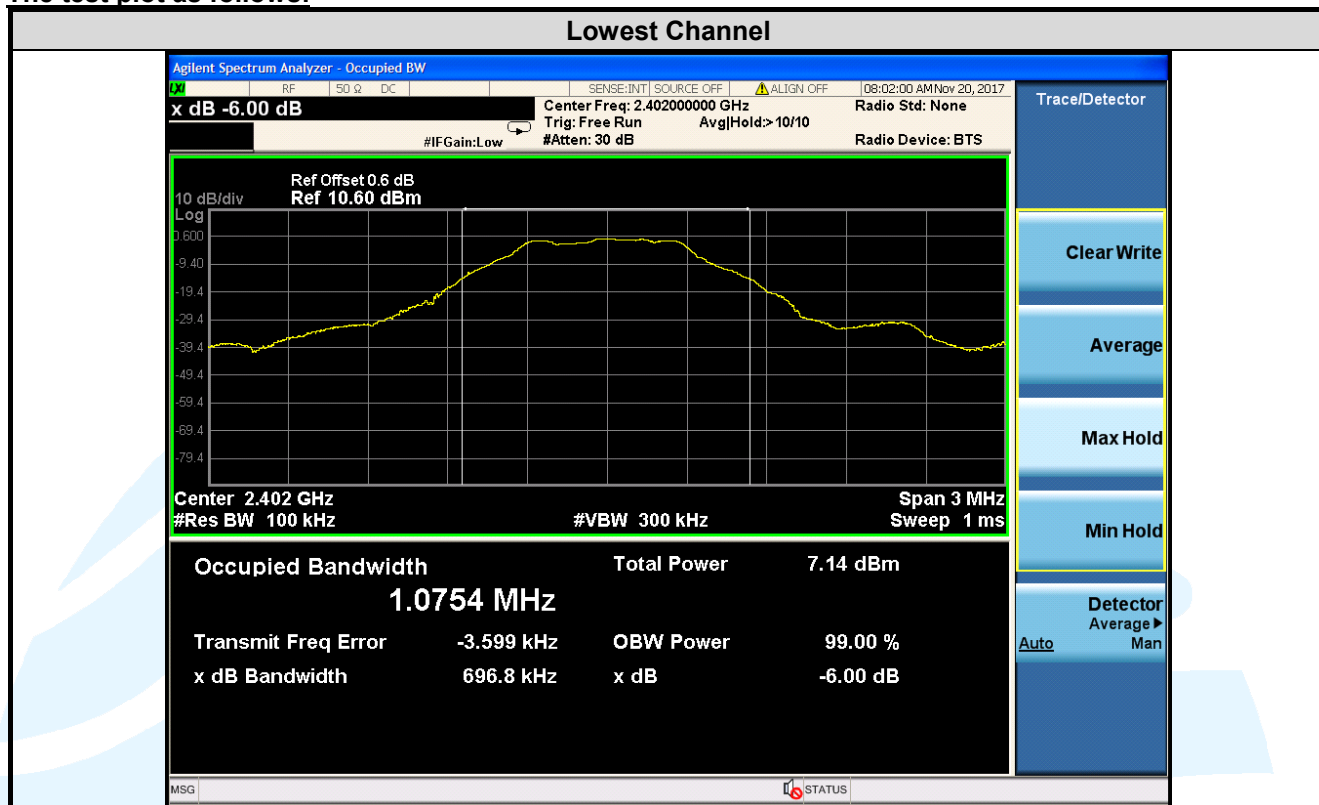 The test plot as follows:
Lowest Channel
Agilent Spectrum Analyzer - Occupied BW
LXI RF 50 Ω DC SENSE:INT SOURCE OFF ALIGN OFF 08:02:00 AM Nov 20, 2017
x dB -6.00 dB
Center Freq: 2.402000000 GHz
Radio Std: None
Trig: Free Run Avg|Hold:> 10/10
#IFGain:Low
#Atten: 30 dB
Radio Device: BTS
Trace/Detector
Ref Offset 0.6 dB
10 dB/div Ref 10.60 dBm
Log
0.600
-9.40
-19.4
-29.4
-39.4
-49.4
-59.4
-69.4
-79.4
Center 2.402 GHz Span 3 MHz
#Res BW 100 kHz #VBW 300 kHz Sweep 1 ms
Occupied Bandwidth Total Power 7.14 dBm
1.0754 MHz
Transmit Freq Error -3.599 kHz OBW Power 99.00 %
x dB Bandwidth 696.8 kHz x dB -6.00 dB
Clear Write
Average
Max Hold
Min Hold
Detector
Average▶
Auto Man
MSG STATUS